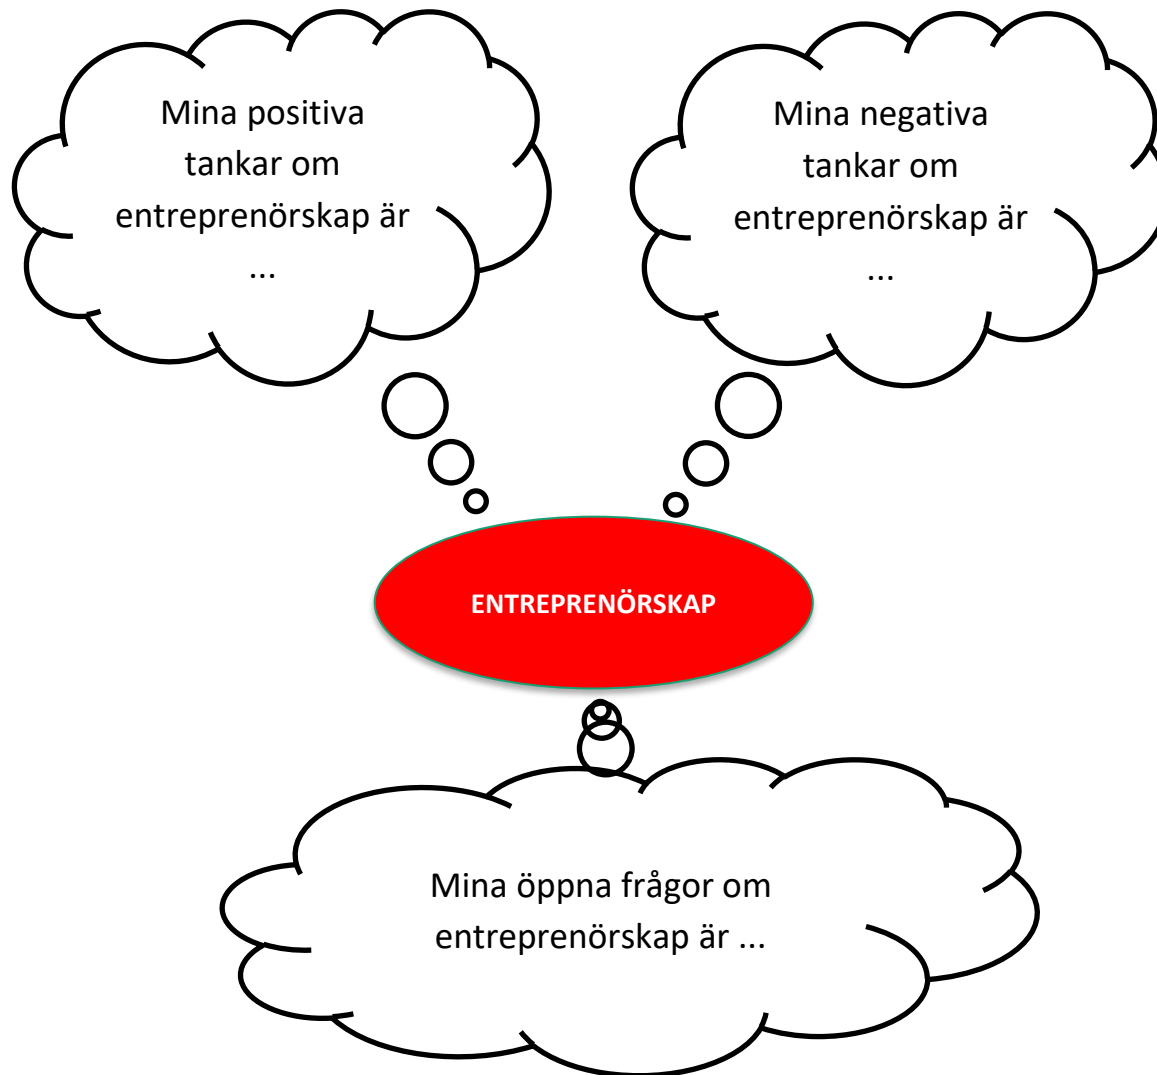 Mina positiva
tankar om
entreprenörskap är
...
Mina negativa
tankar om
entreprenörskap är
...
ENTREPRENÖRSKAP
Mina öppna frågor om
entreprenörskap är ...